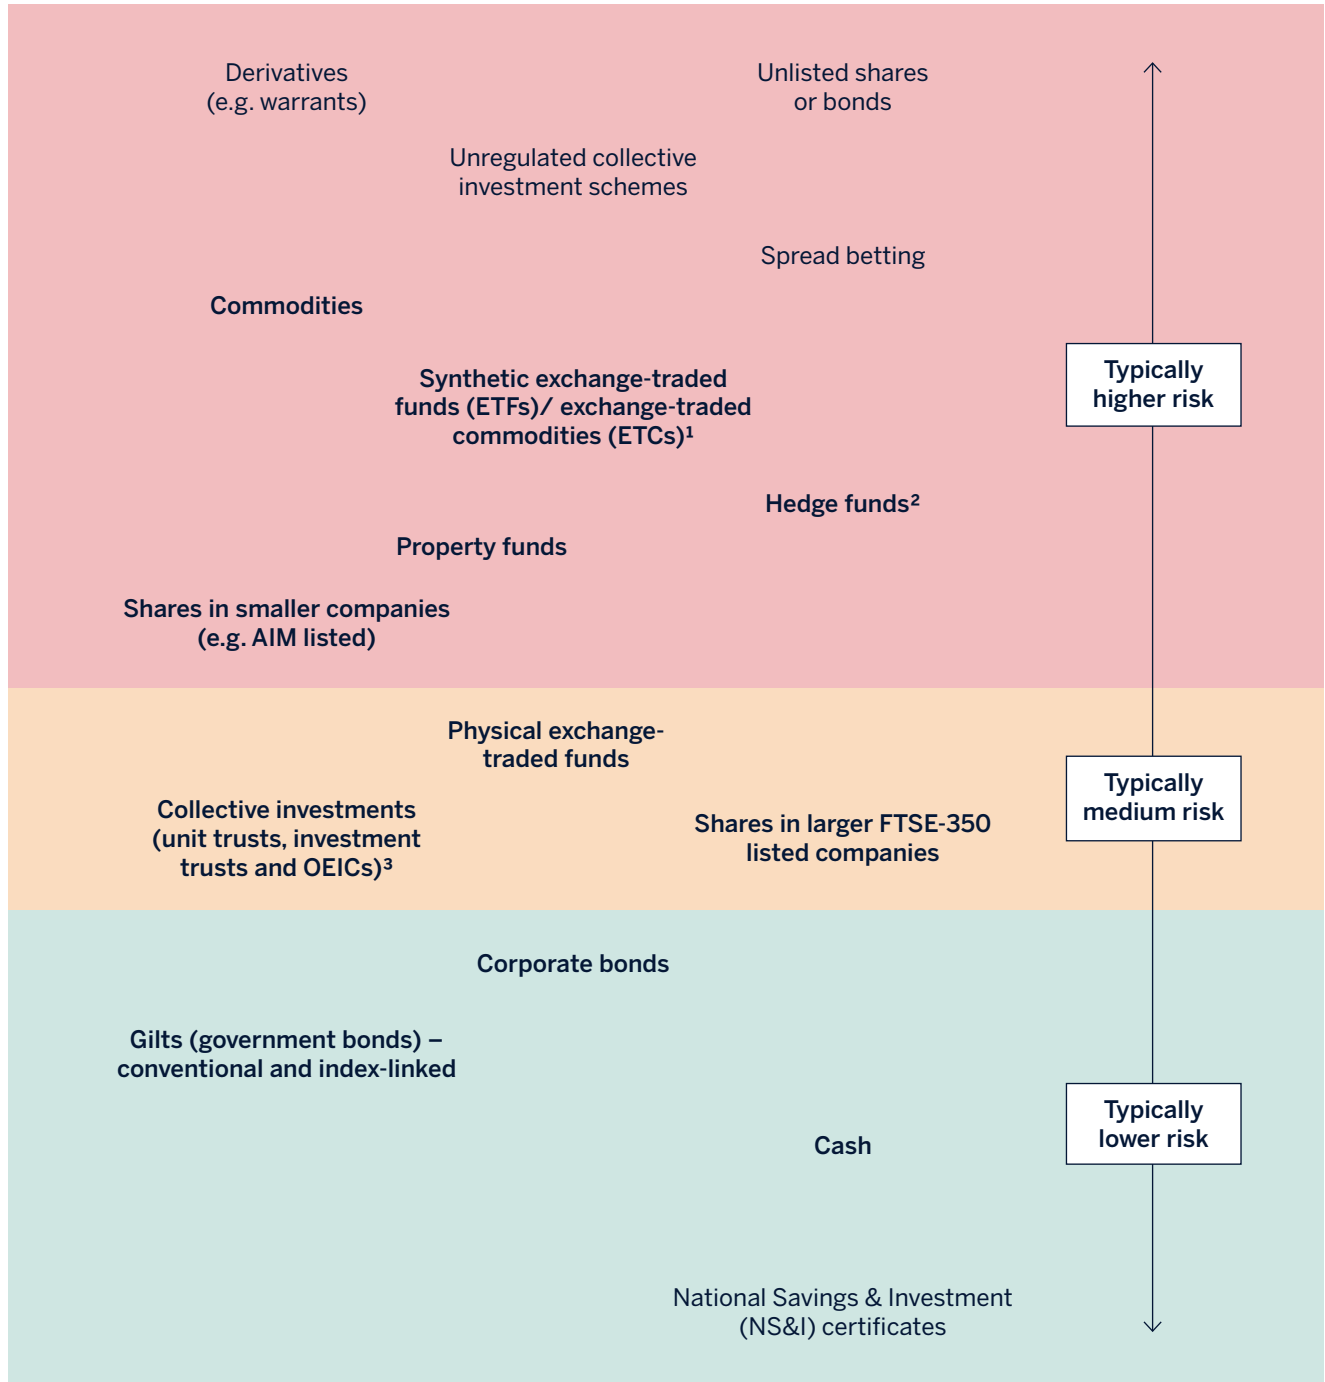 Derivatives
(e.g. warrants)
Unlisted shares
or bonds
Unregulated collective
investment schemes
Spread betting
Commodities
Synthetic exchange-traded
funds (ETFs)/ exchange-traded
commodities (ETCs)¹
Typically
higher risk
Hedge funds²
Property funds
Shares in smaller companies
(e.g. AIM listed)
Physical exchange-
traded funds
Collective investments
(unit trusts, investment
trusts and OEICs)³
Shares in larger FTSE-350
listed companies
Typically
medium risk
Corporate bonds
Gilts (government bonds) –
conventional and index-linked
Cash
Typically
lower risk
National Savings & Investment
(NS&I) certificates